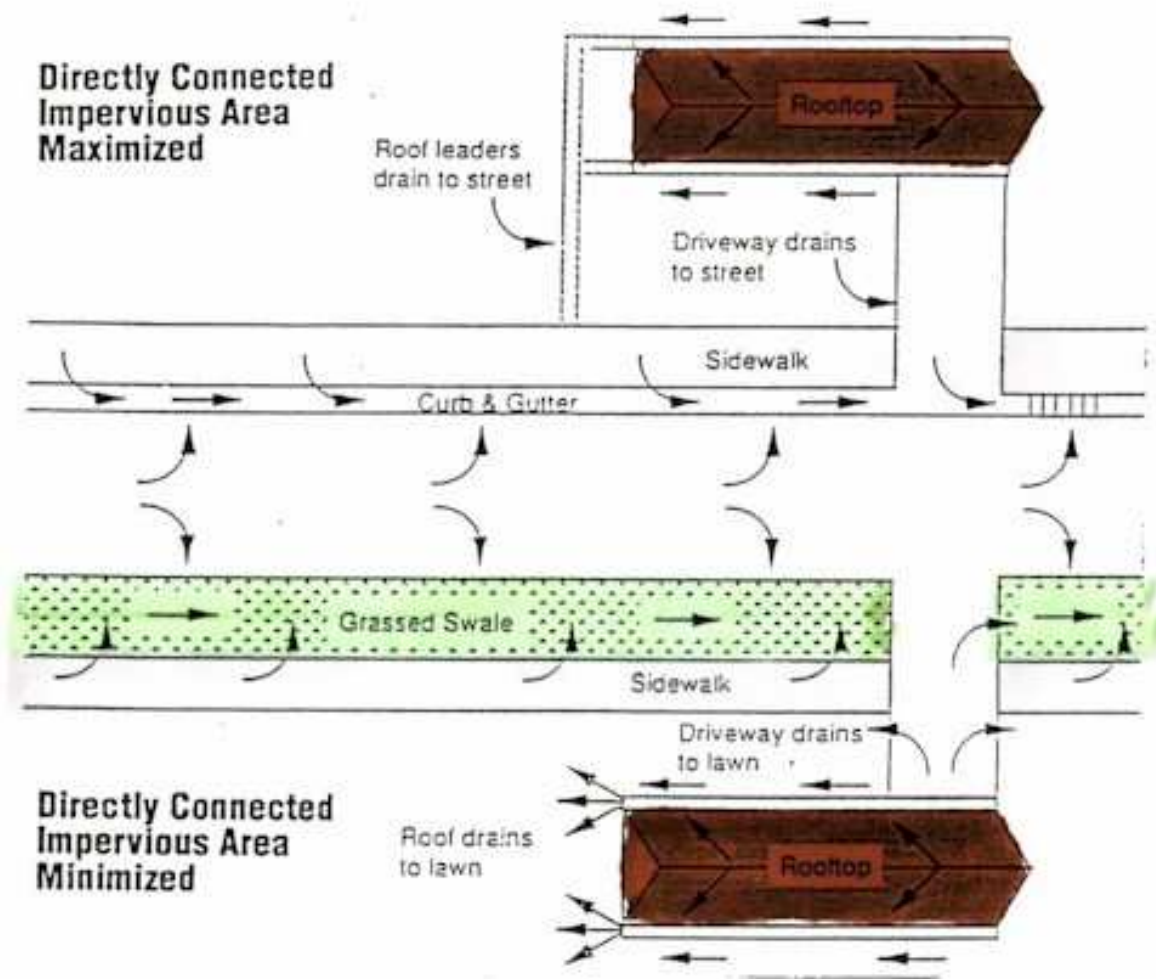 Directly Connected
Impervious Area
Maximized
Rooftop
Roof leaders
drain to street
Driveway drains
to street
Sidewalk
Curb & Gutter
Grassed Swale
Sidewalk
Driveway drains
to lawn
Directly Connected
Impervious Area
Minimized
Roof drains
to lawn
Rooftop